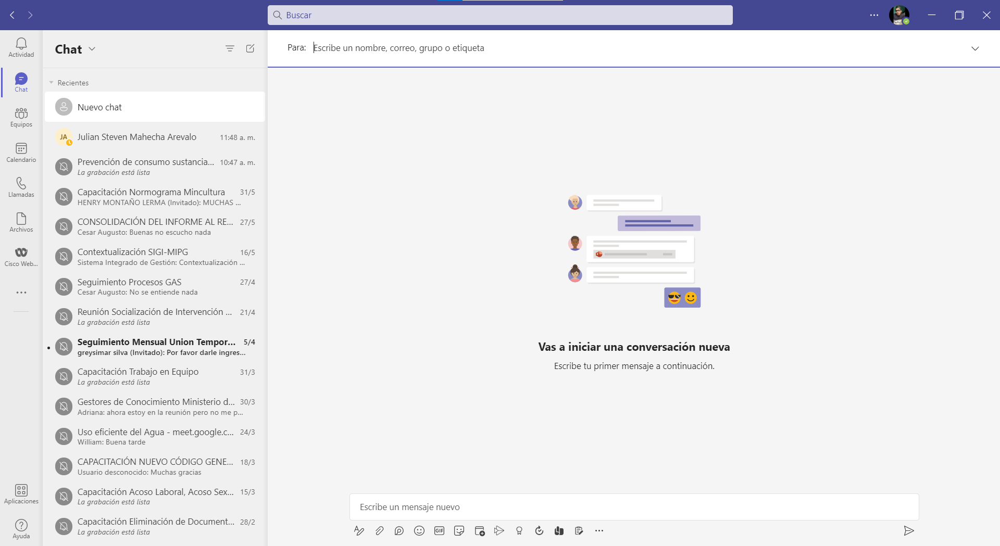 Buscar
Actividad
Chat
Equipos
Calendario
Llamadas
Archivos
Cisco Web...
Aplicaciones
Ayuda
Chat
Recientes
Nuevo chat
JA
Julian Steven Mahecha Arevalo 11:48 a. m.
Prevención de consumo sustancia... 10:47 a. m.
La grabación está lista
Capacitación Normograma Mincultura 31/5
HENRY MONTAÑO LERMA (Invitado): MUCHAS ...
CONSOLIDACIÓN DEL INFORME AL RE... 27/5
Cesar Augusto: Buenas no escucho nada
Contextualización SIGI-MIPG 16/5
Sistema Integrado de Gestión: Contextualización ...
Seguimiento Procesos GAS 27/4
Cesar Augusto: No se entiende nada
Reunión Socialización de Intervención ... 21/4
La grabación está lista
Seguimiento Mensual Union Tempor... 5/4
greysimar silva (Invitado): Por favor darle ingres...
Capacitación Trabajo en Equipo 31/3
La grabación está lista
Gestores de Conocimiento Ministerio d... 30/3
Adriana: ahora estoy en la reunión pero no me p...
Uso eficiente del Agua - meet.google.c... 24/3
William: Buena tarde
CAPACITACIÓN NUEVO CÓDIGO GENE... 18/3
Usuario desconocido: Muchas gracias
Capacitación Acoso Laboral, Acoso Sex... 15/3
La grabación está lista
Capacitación Eliminación de Document... 28/2
La grabación está lista
Para: Escribe un nombre, correo, grupo o etiqueta
Vas a iniciar una conversación nueva
Escribe tu primer mensaje a continuación.
Escribe un mensaje nuevo
GIF